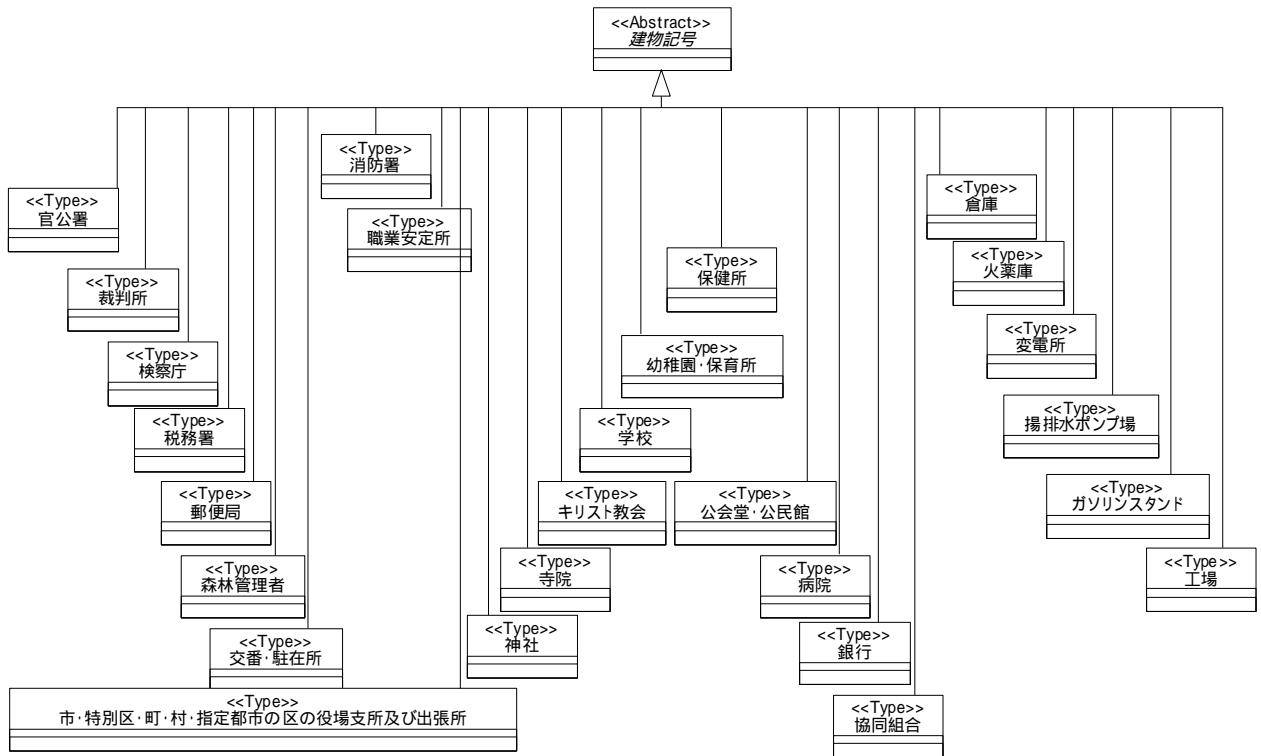 <<Abstract>>
建物記号
<<Type>>
消防署
<<Type>>
官公署
<<Type>>
職業安定所
<<Type>>
倉庫
<<Type>>
裁判所
<<Type>>
保健所
<<Type>>
火薬庫
<<Type>>
検察庁
<<Type>>
幼稚園・保育所
<<Type>>
変電所
<<Type>>
税務署
<<Type>>
学校
<<Type>>
揚排水ポンプ場
<<Type>>
郵便局
<<Type>>
キリスト教会
<<Type>>
公会堂・公民館
<<Type>>
ガソリンスタンド
<<Type>>
森林管理者
<<Type>>
寺院
<<Type>>
病院
<<Type>>
工場
<<Type>>
交番・駐在所
<<Type>>
神社
<<Type>>
銀行
<<Type>>
市・特別区・町・村・指定都市の区の役場支所及び出張所
<<Type>>
協同組合